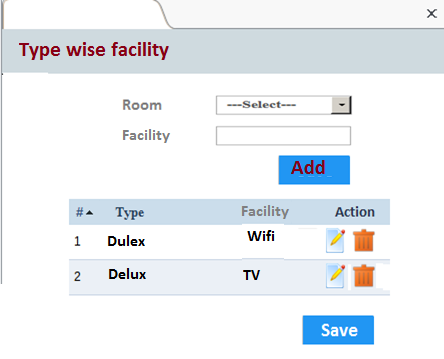 Type wise facility
Room ---Select---
Facility
Add
# Type Facility Action
1 Dulex Wifi
2 Delux TV
Save